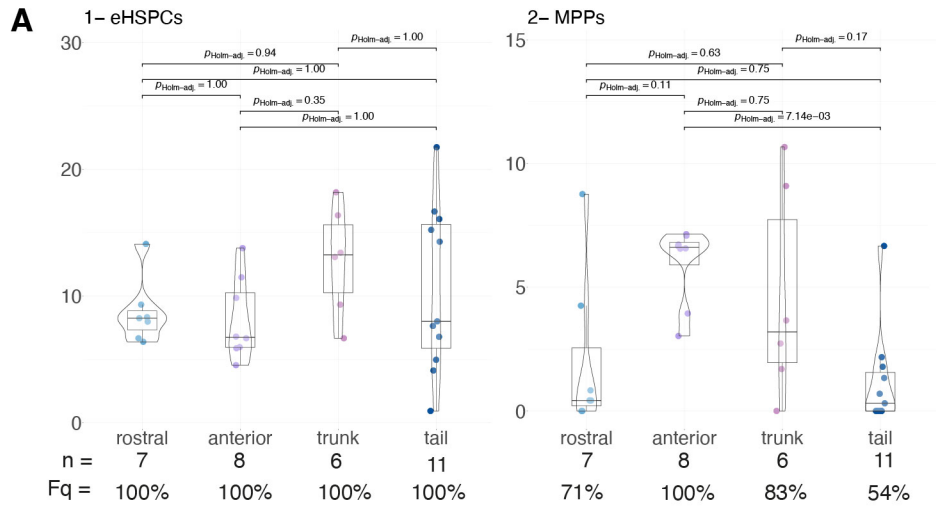 A
1– eHSPCs
30
20
10
0
pHolm–adj. = 1.00
pHolm–adj. = 0.94
pHolm–adj. = 1.00
pHolm–adj. = 1.00
pHolm–adj. = 0.35
pHolm–adj. = 1.00
rostral anterior trunk tail
n = 7 8 6 11
Fq = 100% 100% 100% 100%
2– MPPs
15
10
5
0
pHolm–adj. = 0.17
pHolm–adj. = 0.63
pHolm–adj. = 0.75
pHolm–adj. = 0.11
pHolm–adj. = 0.75
pHolm–adj. = 7.14e–03
rostral anterior trunk tail
7 8 6 11
71% 100% 83% 54%